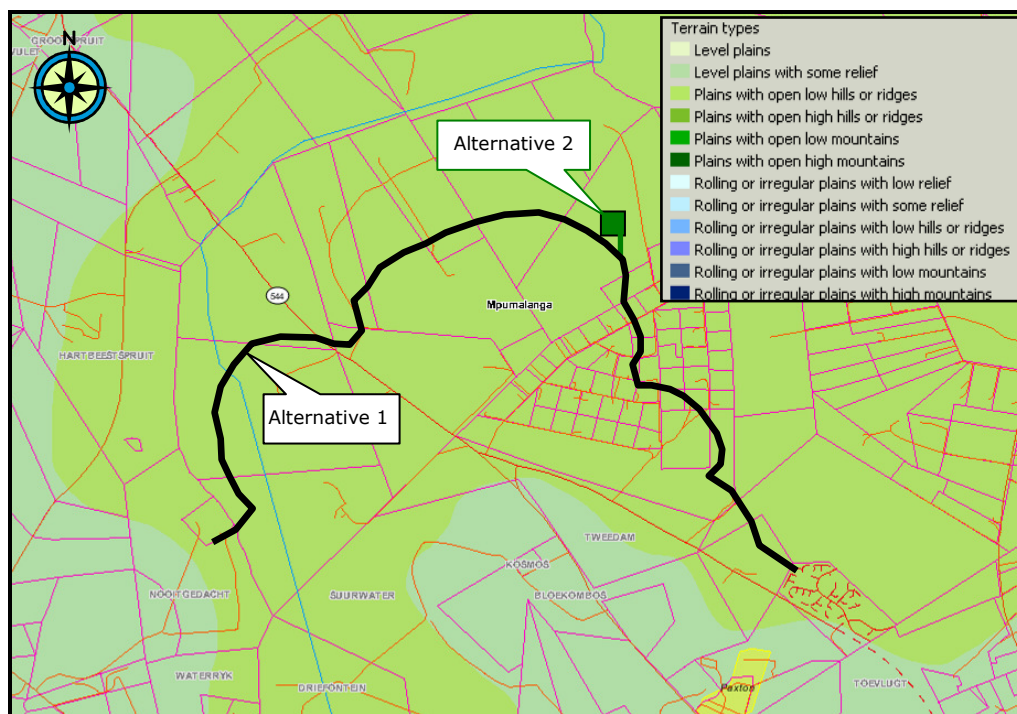 N
GROOTSPRUIT
VULET
Terrain types
Level plains
Level plains with some relief
Plains with open low hills or ridges
Plains with open high hills or ridges
Plains with open low mountains
Plains with open high mountains
Rolling or irregular plains with low relief
Rolling or irregular plains with some relief
Rolling or irregular plains with low hills or ridges
Rolling or irregular plains with high hills or ridges
Rolling or irregular plains with low mountains
Rolling or irregular plains with high mountains
Alternative 2
544
Mpumalanga
HARTBEESTSPRUIT
Alternative 1
TWEEDAM
KOSMOS
NOOITGEDACHT
SUURWATER
BLOEKOMBOS
WATERRYK
DRIEFONTEIN
Paxton
TOEVLUGT